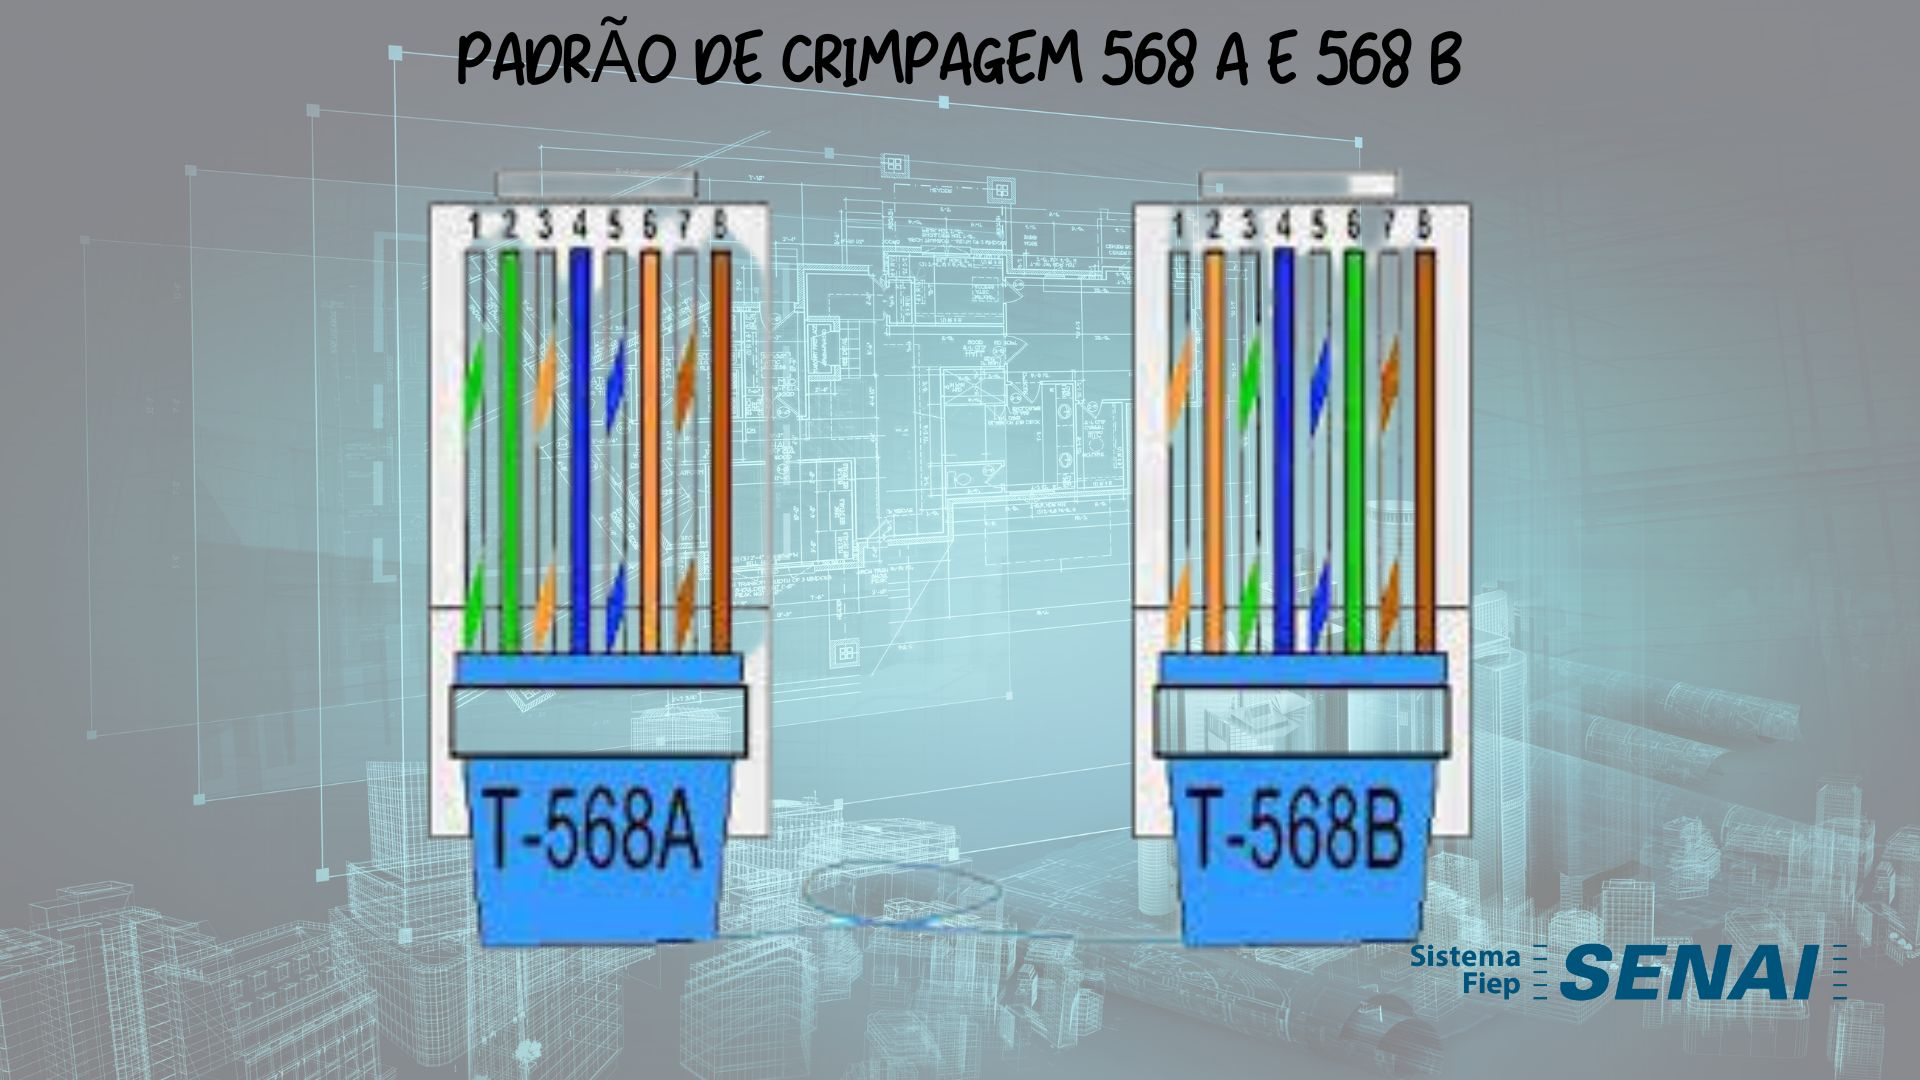 PADRÃO DE CRIMPAGEM 568 A E 568 B
1 2 3 4 5 6 7 8
1 2 3 4 5 6 7 8
T-568A
T-568B
Sistema
Fiep
SENAI